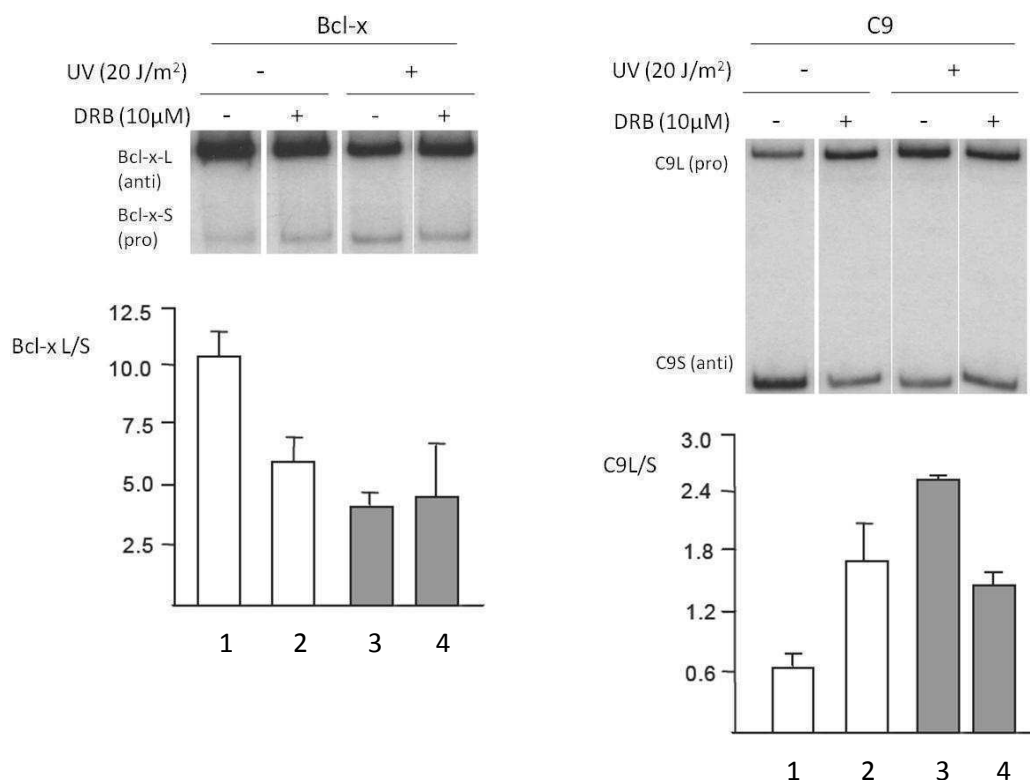 Bcl-x
UV (20 J/m²) - +
DRB (10µM) - + - +
Bcl-x-L
(anti)
Bcl-x-S
(pro)
12.5
Bcl-x L/S
10.0
7.5
5.0
2.5
1 2 3 4
C9
UV (20 J/m²) - +
DRB (10µM) - + - +
C9L (pro)
C9S (anti)
3.0
C9L/S
2.4
1.8
1.2
0.6
1 2 3 4